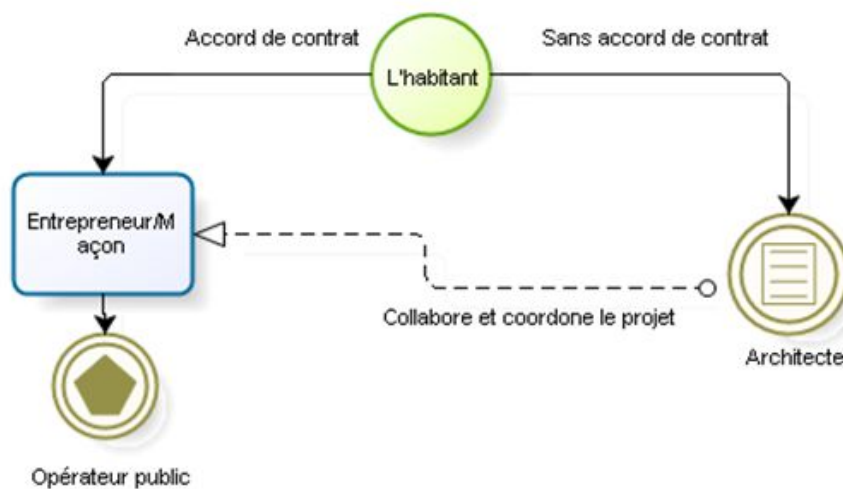 Accord de contrat
Sans accord de contrat
L'habitant
Entrepreneur/M
açon
Collabore et coordone le projet
Architecte
Opérateur public